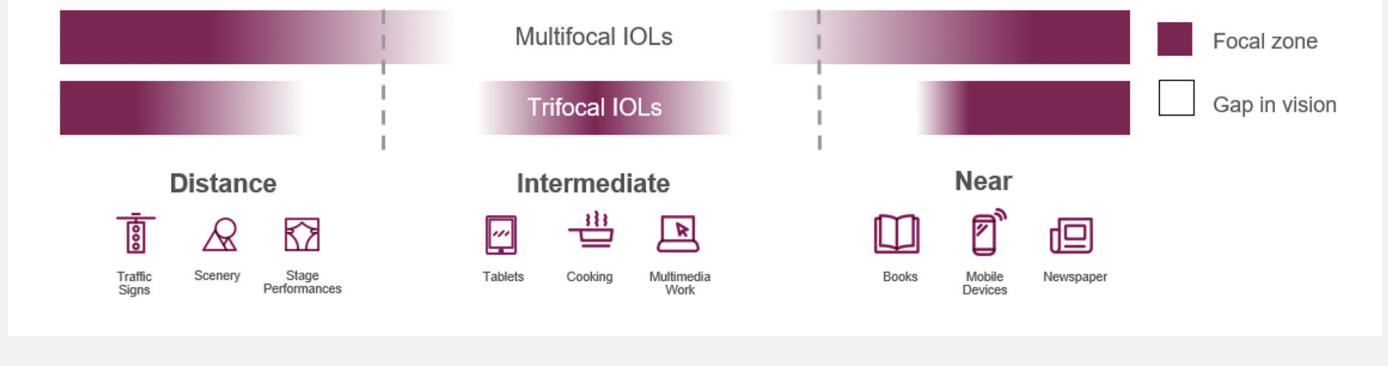 Multifocal IOLs
Focal zone
Trifocal IOLs
Gap in vision
Distance
Intermediate
Near
Traffic
Signs
Scenery
Stage
Performances
Tablets
Cooking
Multimedia
Work
Books
Mobile
Devices
Newspaper